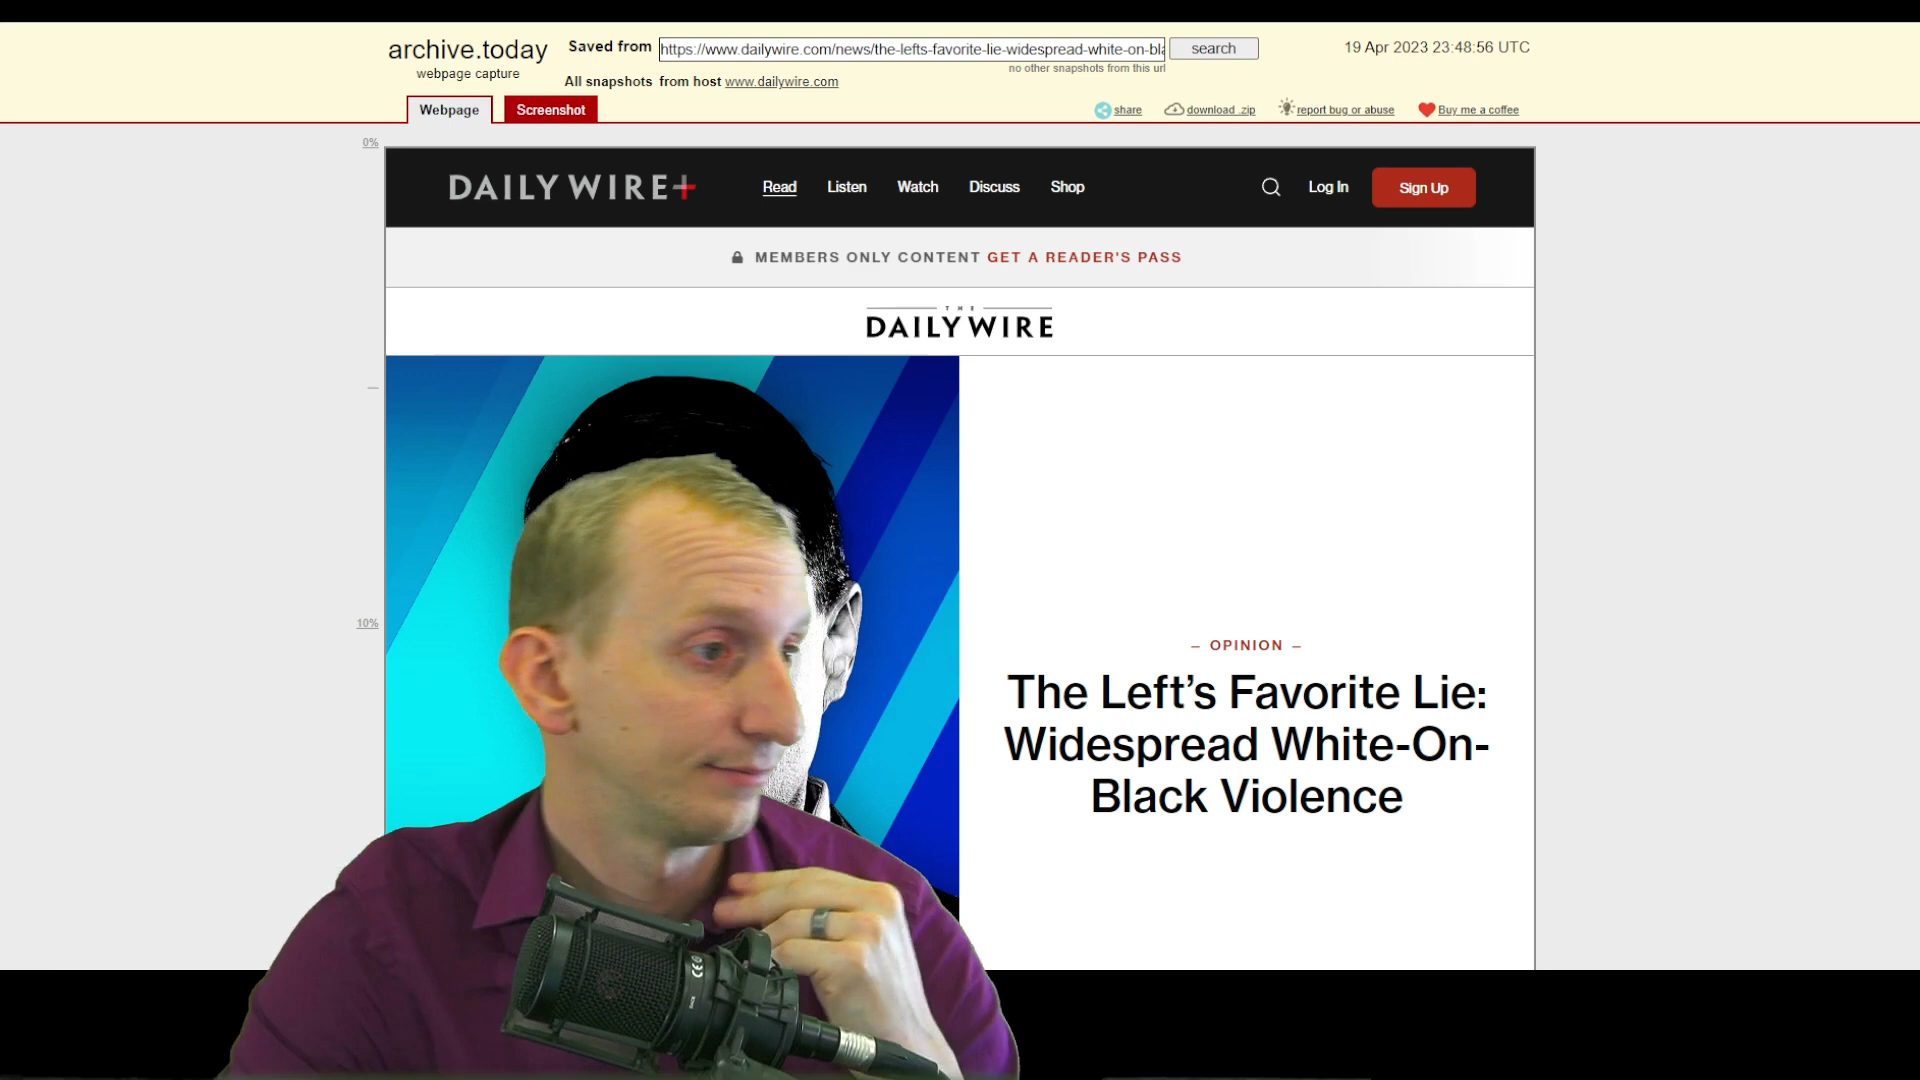 archive.today
webpage capture
Saved from https://www.dailywire.com/news/the-lefts-favorite-lie-widespread-white-on-bla search
no other snapshots from this url
19 Apr 2023 23:48:56 UTC
All snapshots from host www.dailywire.com
Webpage Screenshot
share download .zip report bug or abuse Buy me a coffee
0%
DAILY WIRE+ Read Listen Watch Discuss Shop Log In Sign Up
MEMBERS ONLY CONTENT GET A READER'S PASS
THE
DAILY WIRE
10%
– OPINION –
The Left’s Favorite Lie:
Widespread White-On-
Black Violence
CE